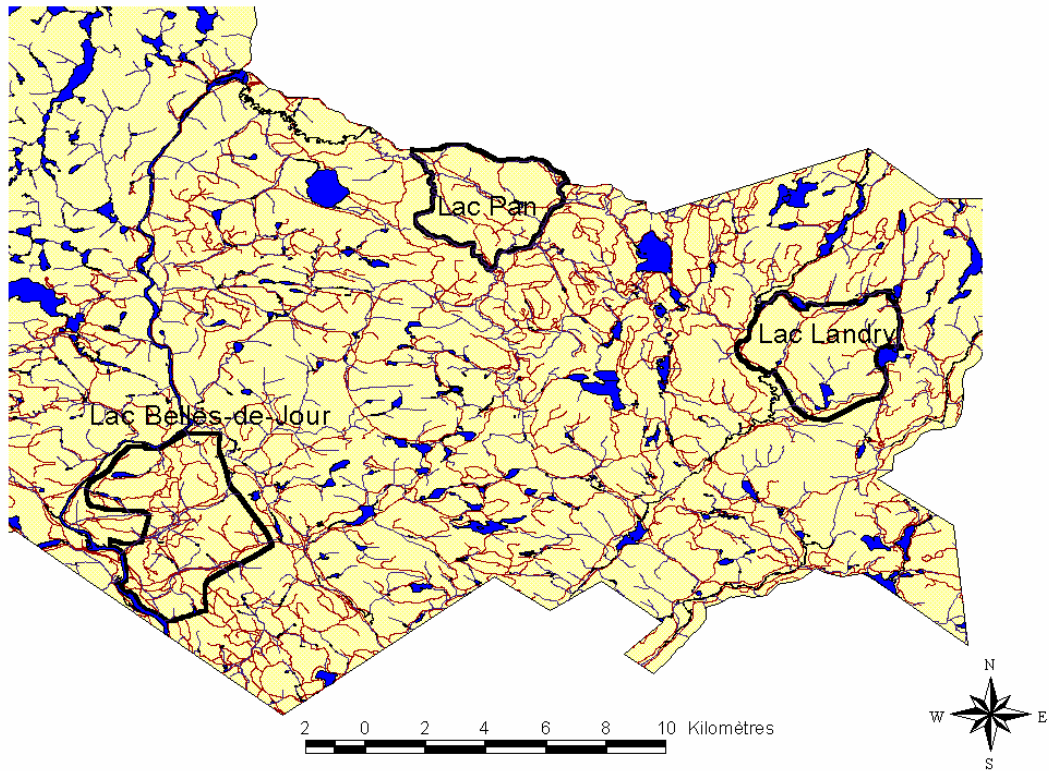 Lac Pan
Lac Landry
Lac Belles-de-Jour
N
W E
S
2 0 2 4 6 8 10 Kilomètres